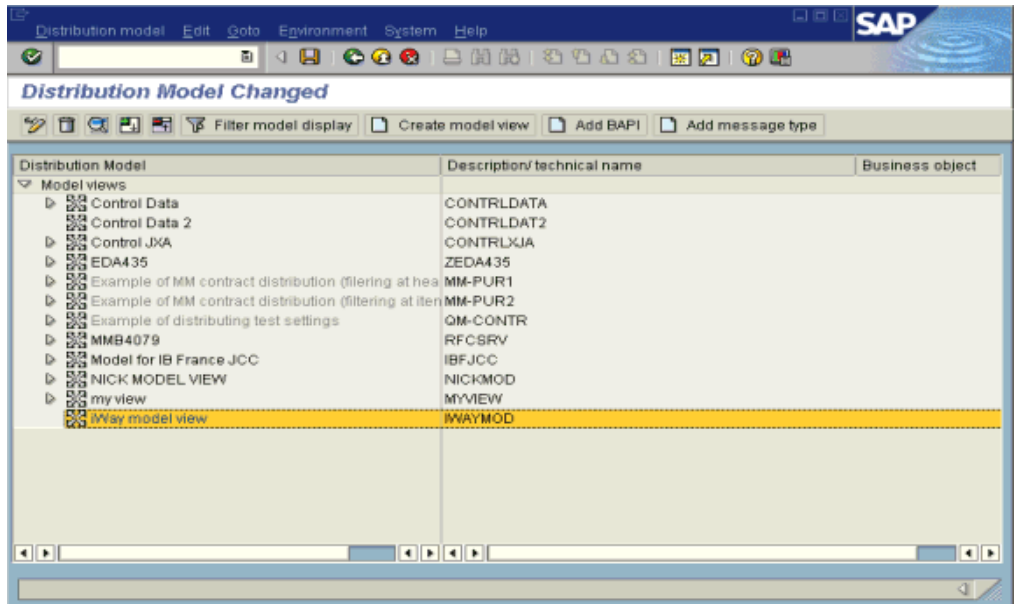 Distribution model Edit Goto Environment System Help
SAP
Distribution Model Changed
Filter model display Create model view Add BAPI Add message type
Distribution Model Description/technical name Business object
Model views
Control Data CONTRLDATA
Control Data 2 CONTRLDAT2
Control JXA CONTRLXJA
EDA435 ZEDA435
Example of MM contract distribution (filering at hea MM-PUR1
Example of MM contract distribution (filtering at iten MM-PUR2
Example of distributing test settings QM-CONTR
MMB4079 RFCSRV
Model for IB France JCC IBFJCC
NICK MODEL VIEW NICKMOD
my view MYVIEW
iWay model view IWAYMOD